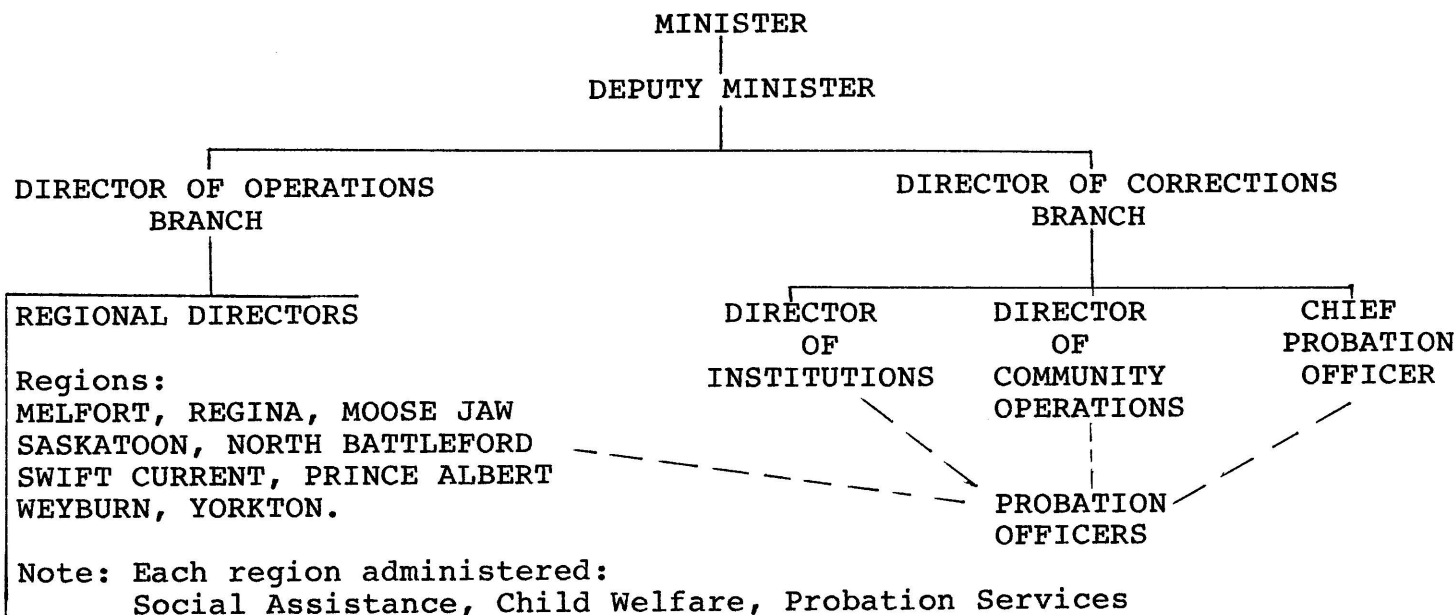 MINISTER
DEPUTY MINISTER
DIRECTOR OF OPERATIONS
BRANCH
DIRECTOR OF CORRECTIONS
BRANCH
REGIONAL DIRECTORS
Regions:
MELFORT, REGINA, MOOSE JAW
SASKATOON, NORTH BATTLEFORD
SWIFT CURRENT, PRINCE ALBERT
WEYBURN, YORKTON.
Note: Each region administered:
Social Assistance, Child Welfare, Probation Services
DIRECTOR
OF
INSTITUTIONS
DIRECTOR
OF
COMMUNITY
OPERATIONS
CHIEF
PROBATION
OFFICER
PROBATION
OFFICERS